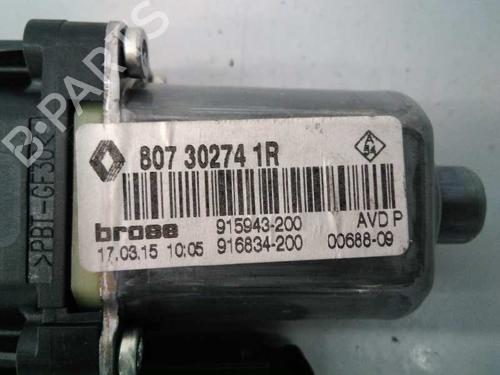 B-PARTS
>PBT-GF30<
807 30274 1R
A
54
brose
915943-200
AVD P
17.03.15 10:05
916834-200
00688-09